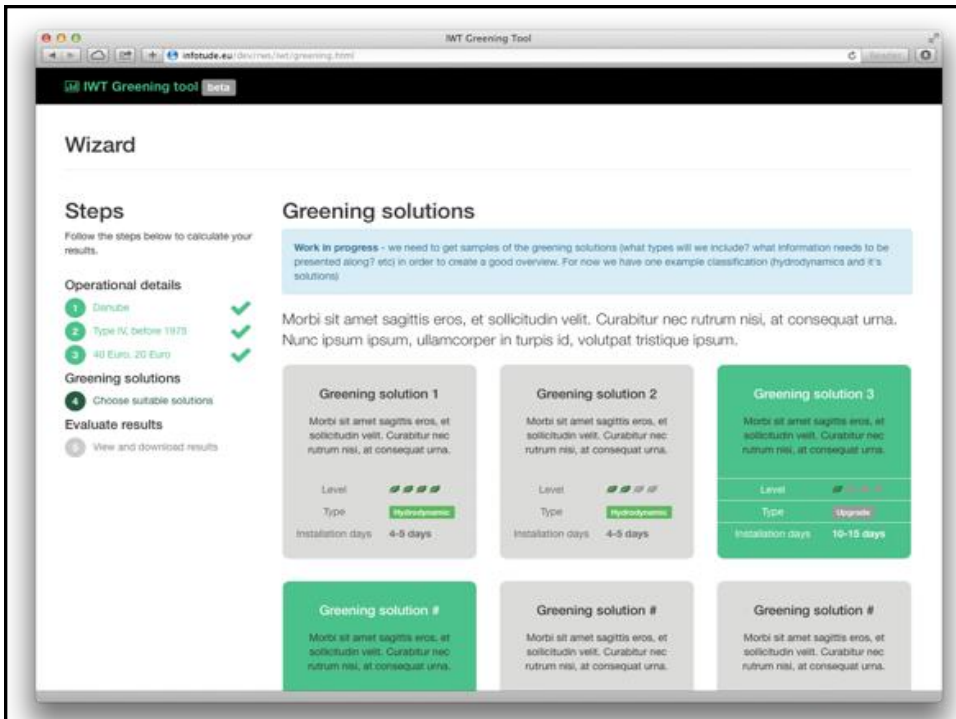 IWT Greening Tool
infotude.eu/dev/rws/iwt/greening.html
Reader
IWT Greening tool beta
Wizard
Steps
Follow the steps below to calculate your
results.
Operational details
1 Danube
2 Type IV, before 1975
3 40 Euro, 20 Euro
Greening solutions
4 Choose suitable solutions
Evaluate results
5 View and download results
Greening solutions
Work in progress - we need to get samples of the greening solutions (what types will we include? what information needs to be
presented along? etc) in order to create a good overview. For now we have one example classification (hydrodynamics and it's
solutions)
Morbi sit amet sagittis eros, et sollicitudin velit. Curabitur nec rutrum nisi, at consequat urna.
Nunc ipsum ipsum, ullamcorper in turpis id, volutpat tristique ipsum.
Greening solution 1
Morbi sit amet sagittis eros, et
sollicitudin velit. Curabitur nec
rutrum nisi, at consequat urna.
Level
Type Hydrodynamic
Installation days 4-5 days
Greening solution 2
Morbi sit amet sagittis eros, et
sollicitudin velit. Curabitur nec
rutrum nisi, at consequat urna.
Level
Type Hydrodynamic
Installation days 4-5 days
Greening solution 3
Morbi sit amet sagittis eros, et
sollicitudin velit. Curabitur nec
rutrum nisi, at consequat urna.
Level
Type Upgrade
Installation days 10-15 days
Greening solution #
Morbi sit amet sagittis eros, et
sollicitudin velit. Curabitur nec
rutrum nisi, at consequat urna.
Greening solution #
Morbi sit amet sagittis eros, et
sollicitudin velit. Curabitur nec
rutrum nisi, at consequat urna.
Greening solution #
Morbi sit amet sagittis eros, et
sollicitudin velit. Curabitur nec
rutrum nisi, at consequat urna.